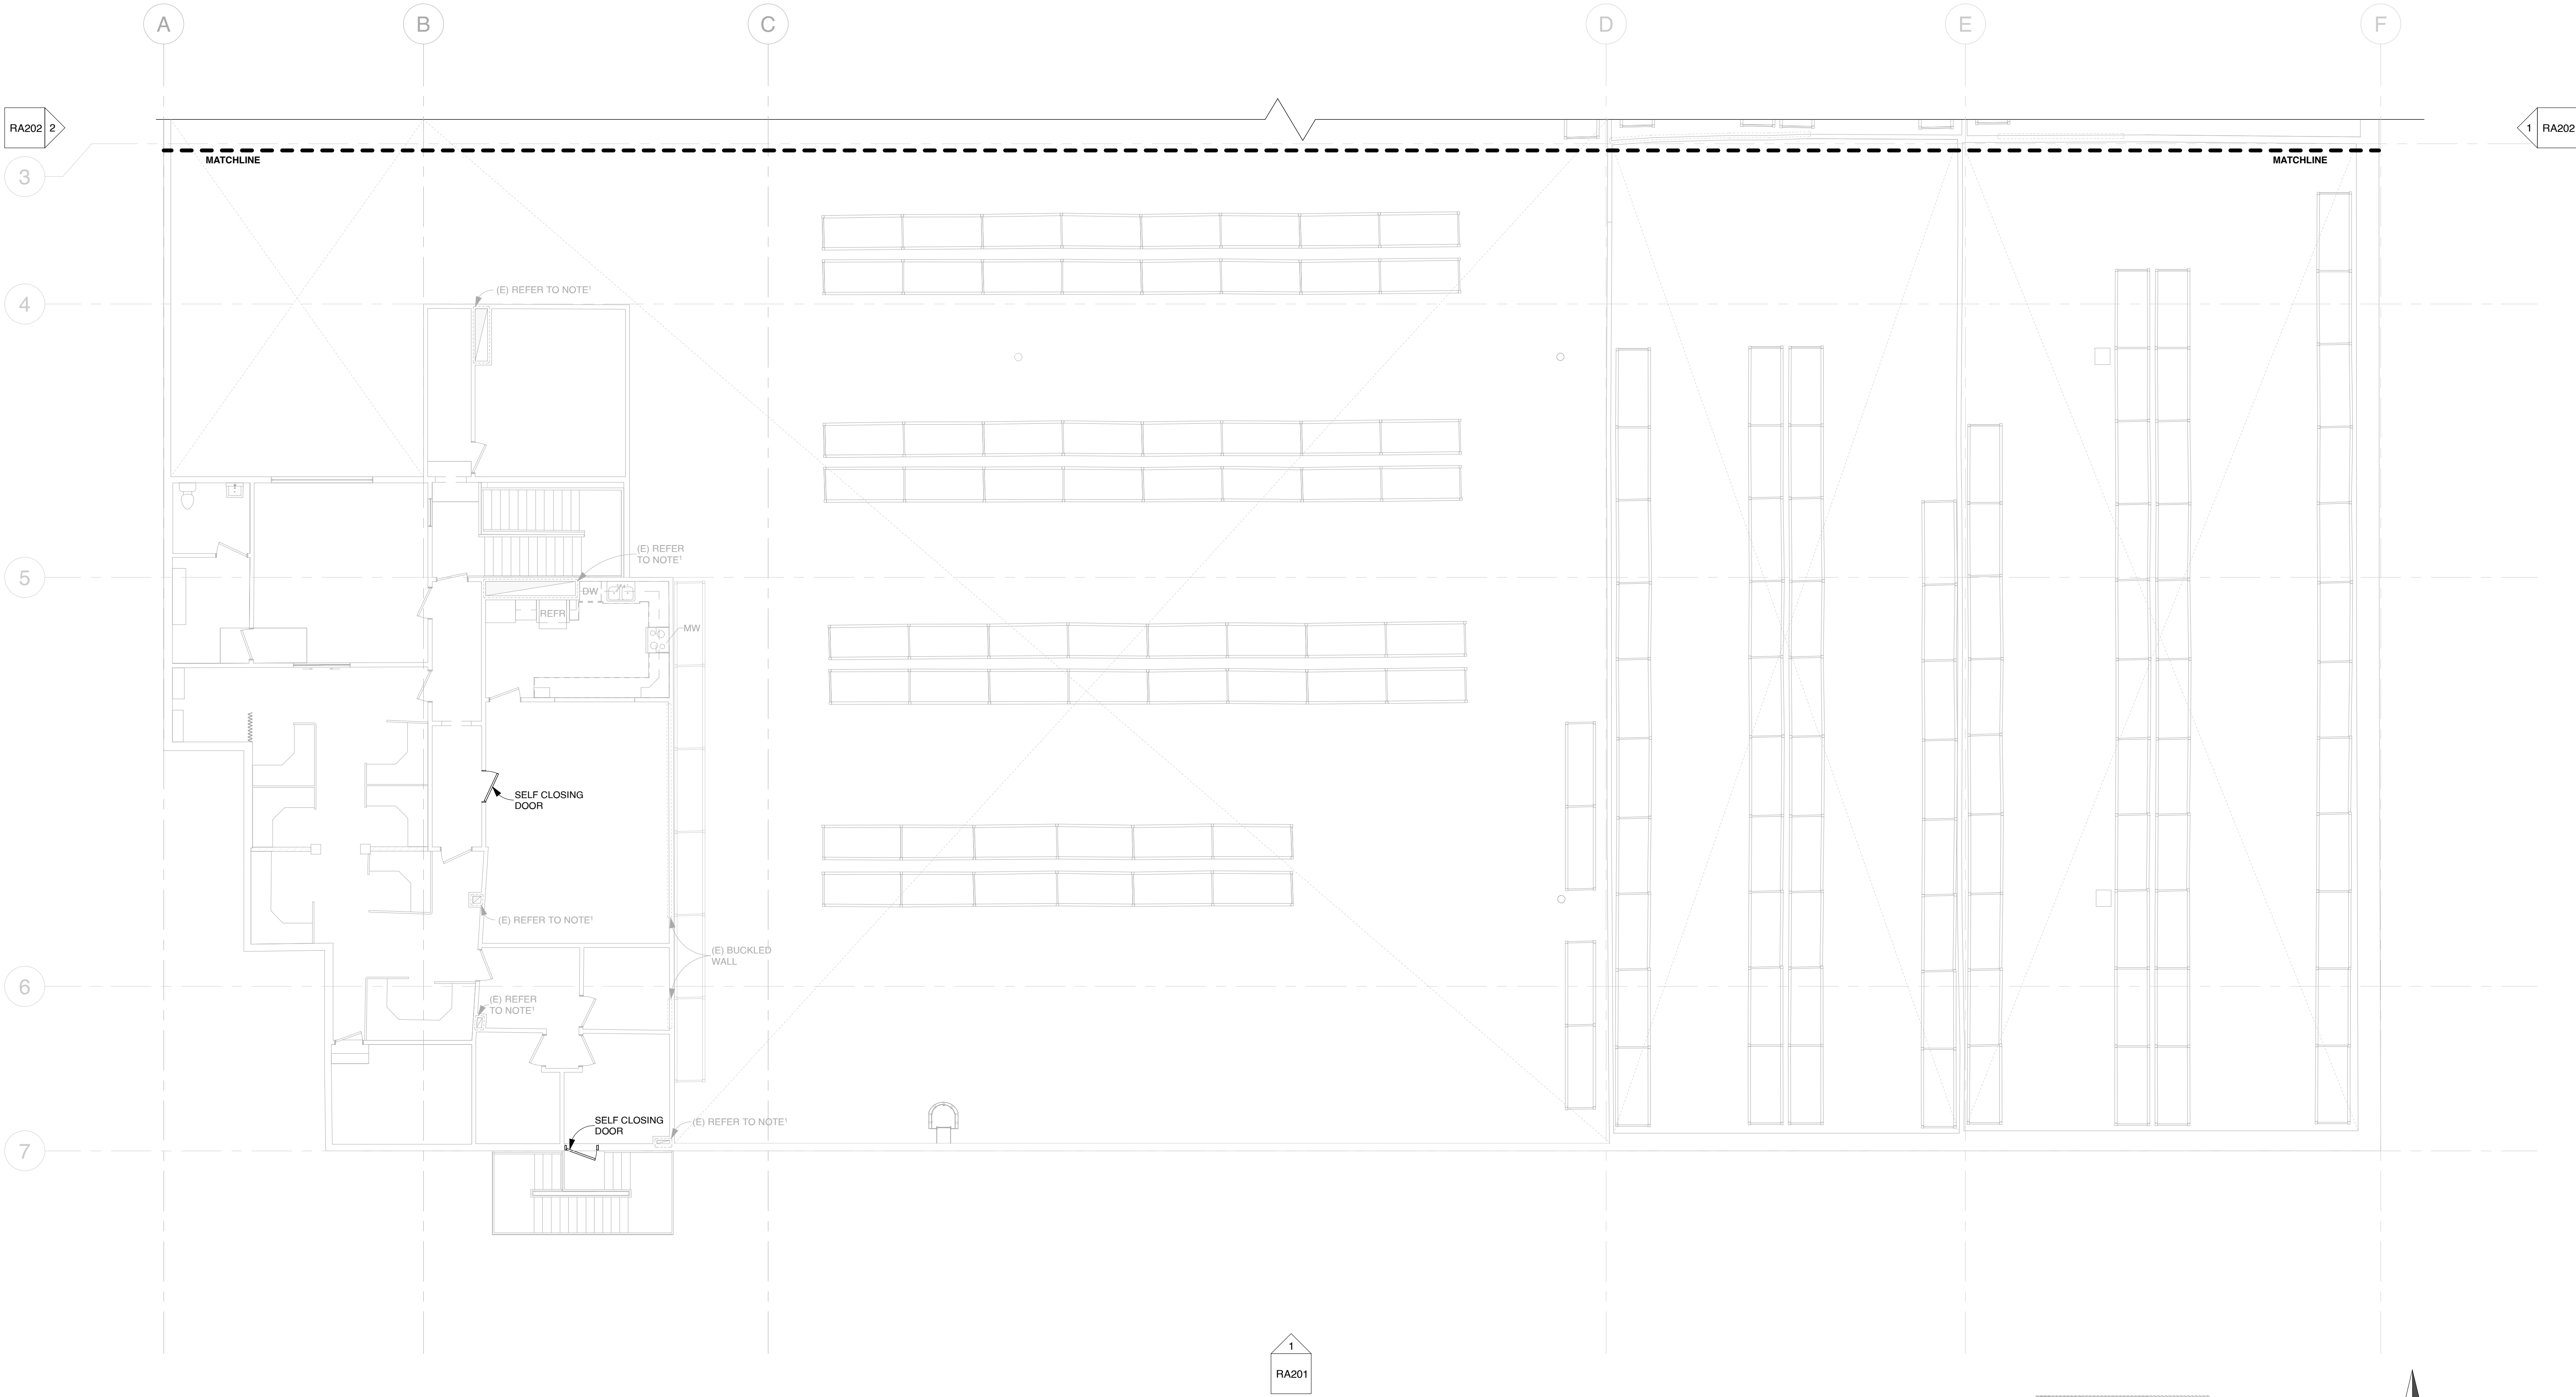 A
B
C
D
E
F
RA202 2
1 RA202
MATCHLINE
MATCHLINE
3
4
(E) REFER TO NOTE¹
5
(E) REFER
TO NOTE¹
DW
REFR
MW
SELF CLOSING
DOOR
(E) REFER TO NOTE¹
(E) BUCKLED
WALL
6
(E) REFER
TO NOTE¹
SELF CLOSING
DOOR
(E) REFER TO NOTE¹
7
1
RA201